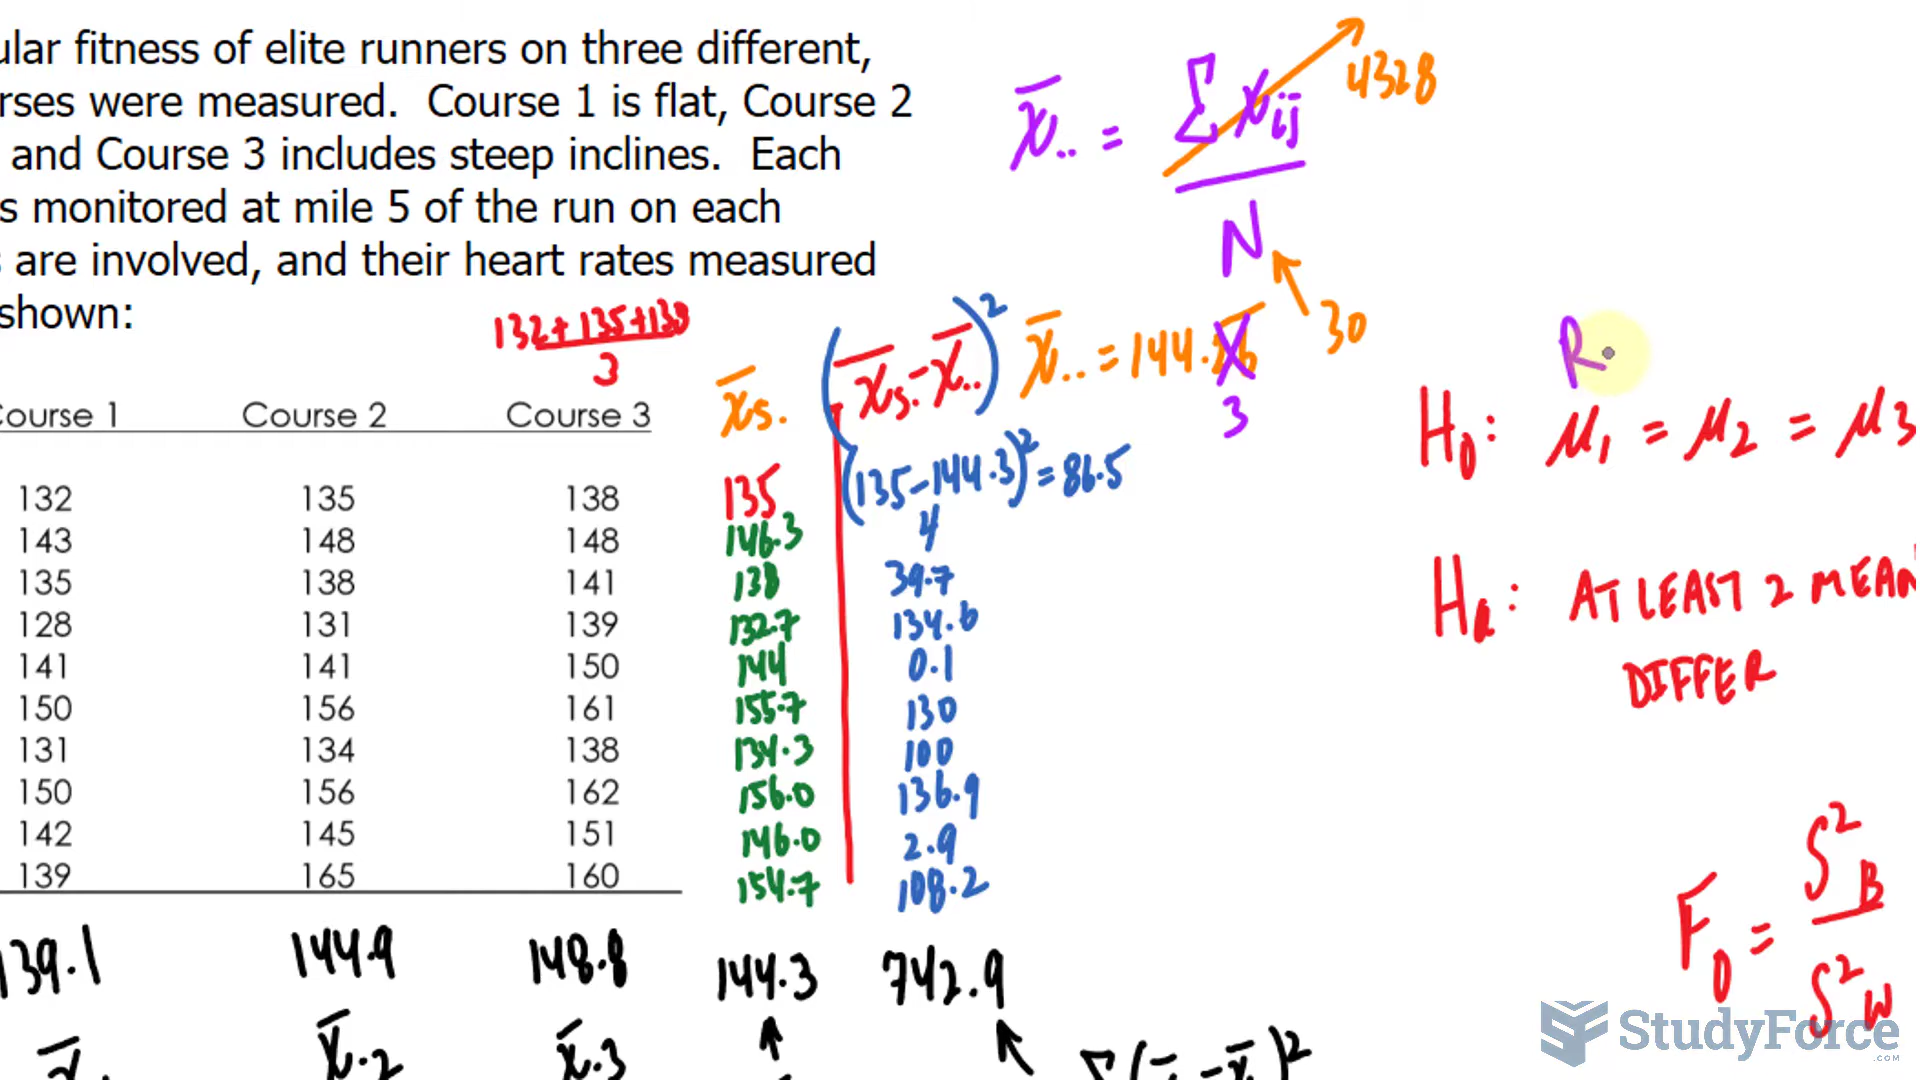 ular fitness of elite runners on three different,
rses were measured. Course 1 is flat, Course 2
and Course 3 includes steep inclines. Each
s monitored at mile 5 of the run on each
s are involved, and their heart rates measured
shown:
x̄.. = Σxij / N
4328
30
132+135+138 / 3
x̄.. = 144.
3
Course 1 Course 2 Course 3 x̄s. (x̄s. - x̄..)²
132 135 138 135 (135-144.3)² = 86.5
143 148 148 146.3 4
135 138 141 138 39.7
128 131 139 132.7 134.6
141 141 150 144 0.1
150 156 161 155.7 130
131 134 138 134.3 100
150 156 162 156.0 136.9
142 145 151 146.0 2.9
139 165 160 154.7 108.2
139.1 144.9 148.8 144.3 742.9
x̄. x̄.2 x̄.3 Σ(x̄ - x̄)²
R
H0: μ1 = μ2 = μ3
Ha: AT LEAST 2 MEAN
DIFFER
F0 = S²B / S²W
StudyForce
.COM